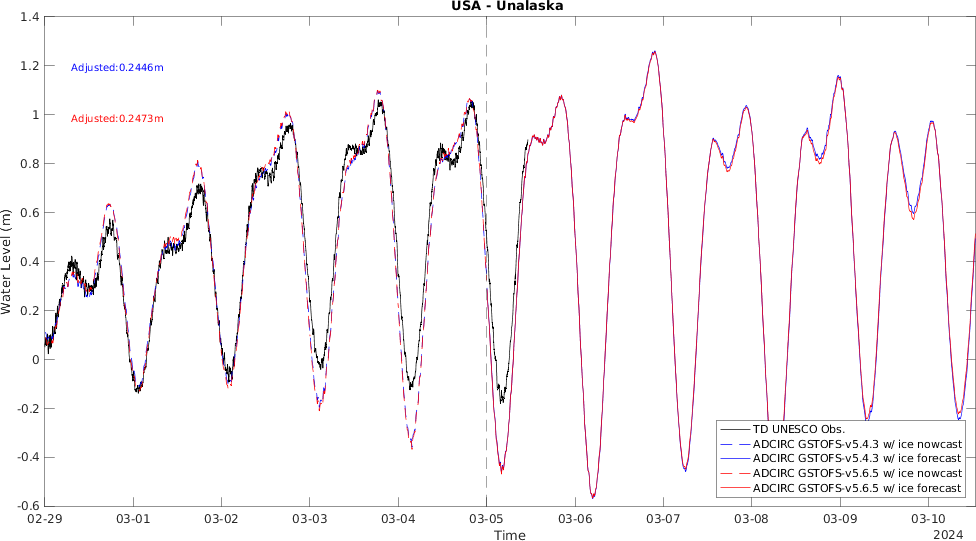 USA - Unalaska
1.4
1.2
1
0.8
0.6
0.4
0.2
0
-0.2
-0.4
-0.6
Water Level (m)
Adjusted:0.2446m
Adjusted:0.2473m
TD UNESCO Obs.
ADCIRC GSTOFS-v5.4.3 w/ ice nowcast
ADCIRC GSTOFS-v5.4.3 w/ ice forecast
ADCIRC GSTOFS-v5.6.5 w/ ice nowcast
ADCIRC GSTOFS-v5.6.5 w/ ice forecast
02-29 03-01 03-02 03-03 03-04 03-05 03-06 03-07 03-08 03-09 03-10
Time
2024